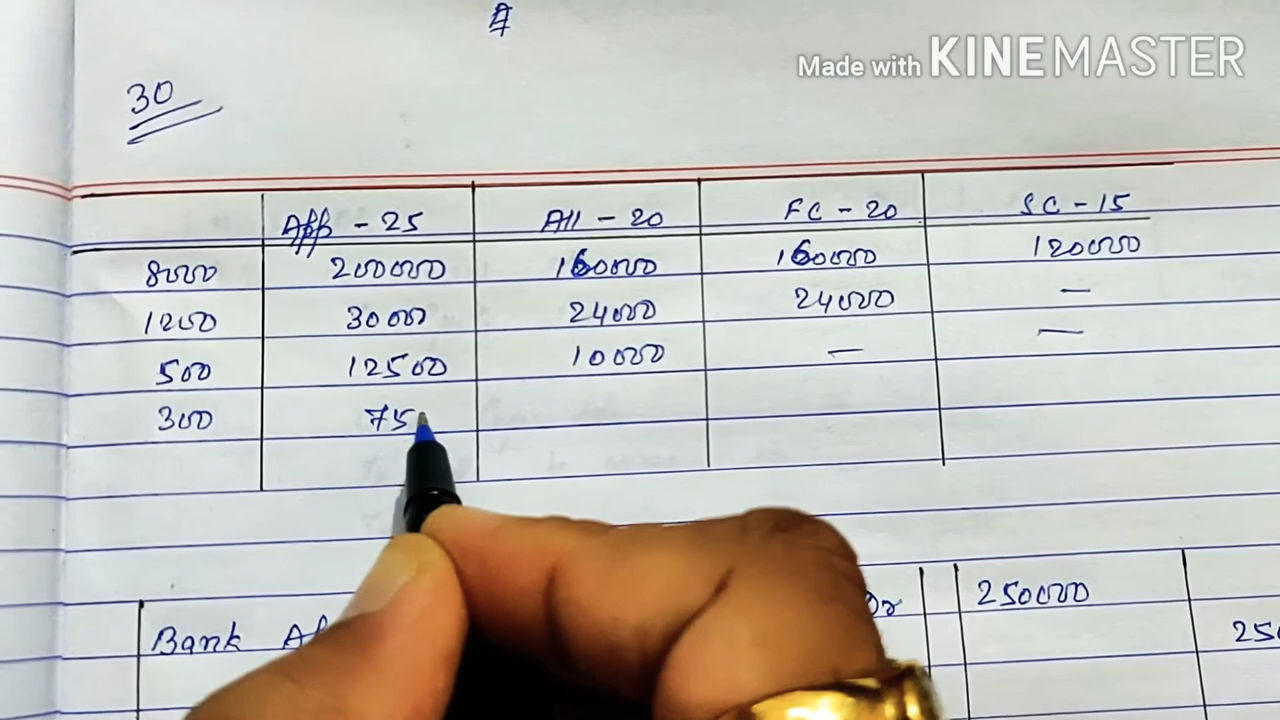 Made with KINEMASTER
30
App - 25 All - 20 FC - 20 SC - 15
8000 200000 160000 160000 120000
1200 30000 24000 24000 —
500 12500 10000 — —
300 75
250000
Bank Dr